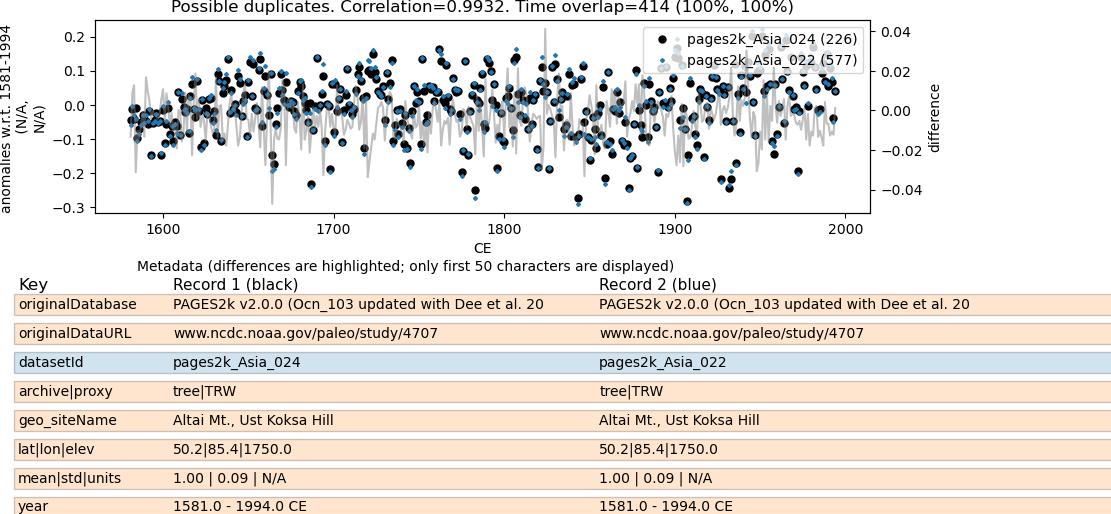 Possible duplicates. Correlation=0.9932. Time overlap=414 (100%, 100%)
anomalies w.r.t. 1581-1994
(N/A,
N/A)
0.2
0.1
0.0
−0.1
−0.2
−0.3
pages2k_Asia_024 (226)
pages2k_Asia_022 (577)
0.04
0.02
0.00
−0.02
−0.04
difference
1600 1700 1800 1900 2000
CE
Metadata (differences are highlighted; only first 50 characters are displayed)
Key Record 1 (black) Record 2 (blue)
originalDatabase PAGES2k v2.0.0 (Ocn_103 updated with Dee et al. 20 PAGES2k v2.0.0 (Ocn_103 updated with Dee et al. 20
originalDataURL www.ncdc.noaa.gov/paleo/study/4707 www.ncdc.noaa.gov/paleo/study/4707
datasetId pages2k_Asia_024 pages2k_Asia_022
archive|proxy tree|TRW tree|TRW
geo_siteName Altai Mt., Ust Koksa Hill Altai Mt., Ust Koksa Hill
lat|lon|elev 50.2|85.4|1750.0 50.2|85.4|1750.0
mean|std|units 1.00 | 0.09 | N/A 1.00 | 0.09 | N/A
year 1581.0 - 1994.0 CE 1581.0 - 1994.0 CE